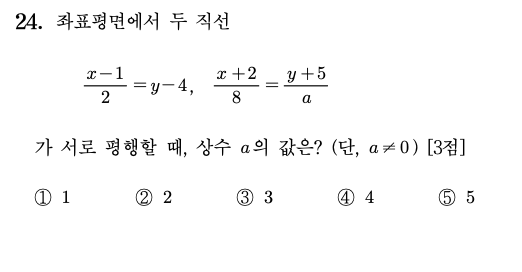 24. 좌표평면에서 두 직선
\frac{x-1}{2}=y-4, \frac{x+2}{8}=\frac{y+5}{a}
가 서로 평행할 때, 상수 a의 값은? (단, a≠0) [3점]
① 1 ② 2 ③ 3 ④ 4 ⑤ 5